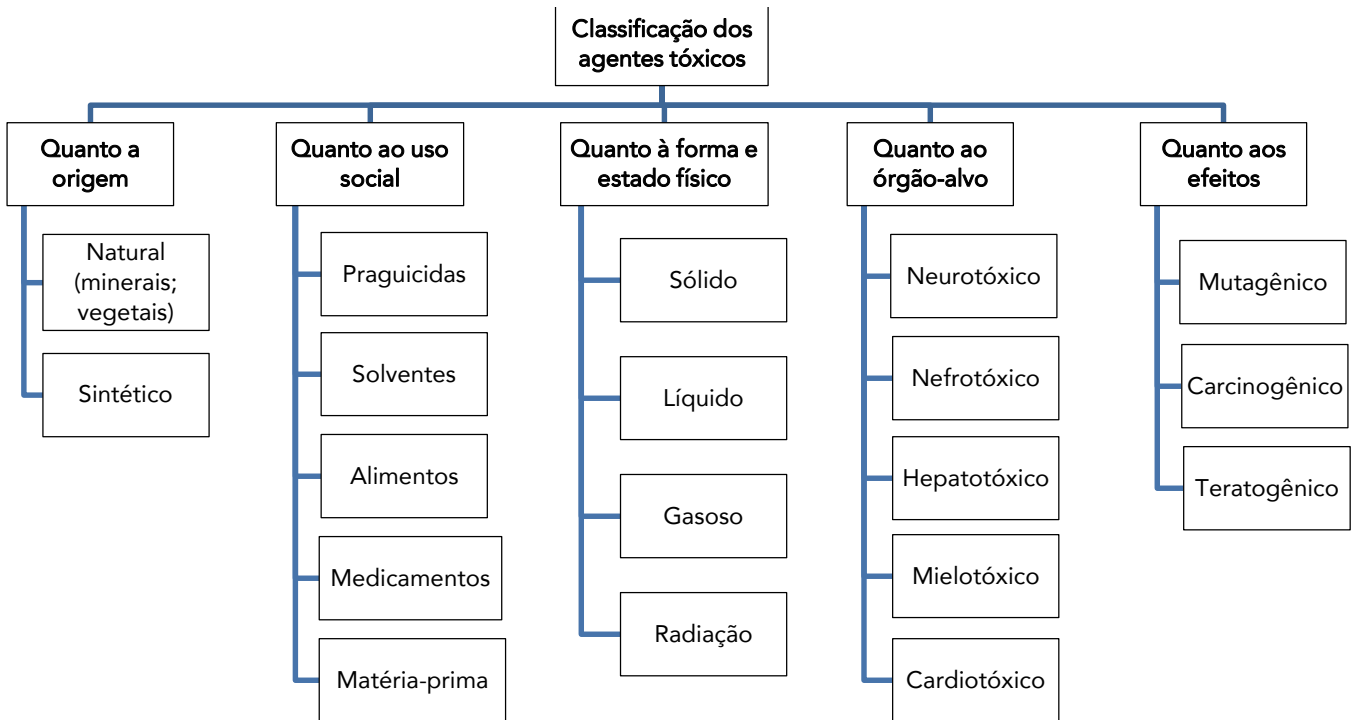 Classificação dos
agentes tóxicos
Quanto a
origem
Natural
(minerais;
vegetais)
Sintético
Quanto ao uso
social
Praguicidas
Solventes
Alimentos
Medicamentos
Matéria-prima
Quanto à forma e
estado físico
Sólido
Líquido
Gasoso
Radiação
Quanto ao
órgão-alvo
Neurotóxico
Nefrotóxico
Hepatotóxico
Mielotóxico
Cardiotóxico
Quanto aos
efeitos
Mutagênico
Carcinogênico
Teratogênico